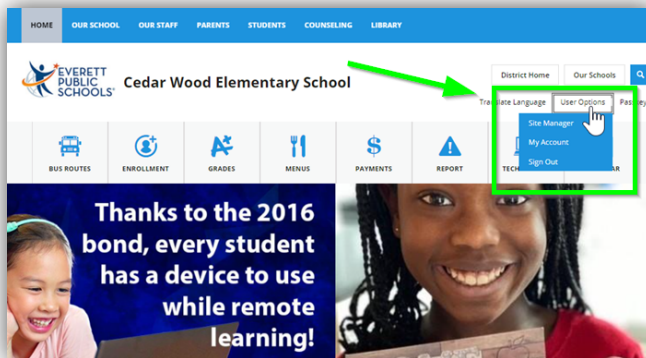 HOME OUR SCHOOL OUR STAFF PARENTS STUDENTS COUNSELING LIBRARY
EVERETT
PUBLIC
SCHOOLS
Cedar Wood Elementary School
District Home Our Schools
Translate Language User Options
Site Manager
My Account
Sign Out
BUS ROUTES ENROLLMENT GRADES MENUS PAYMENTS REPORT
Thanks to the 2016
bond, every student
has a device to use
while remote
learning!